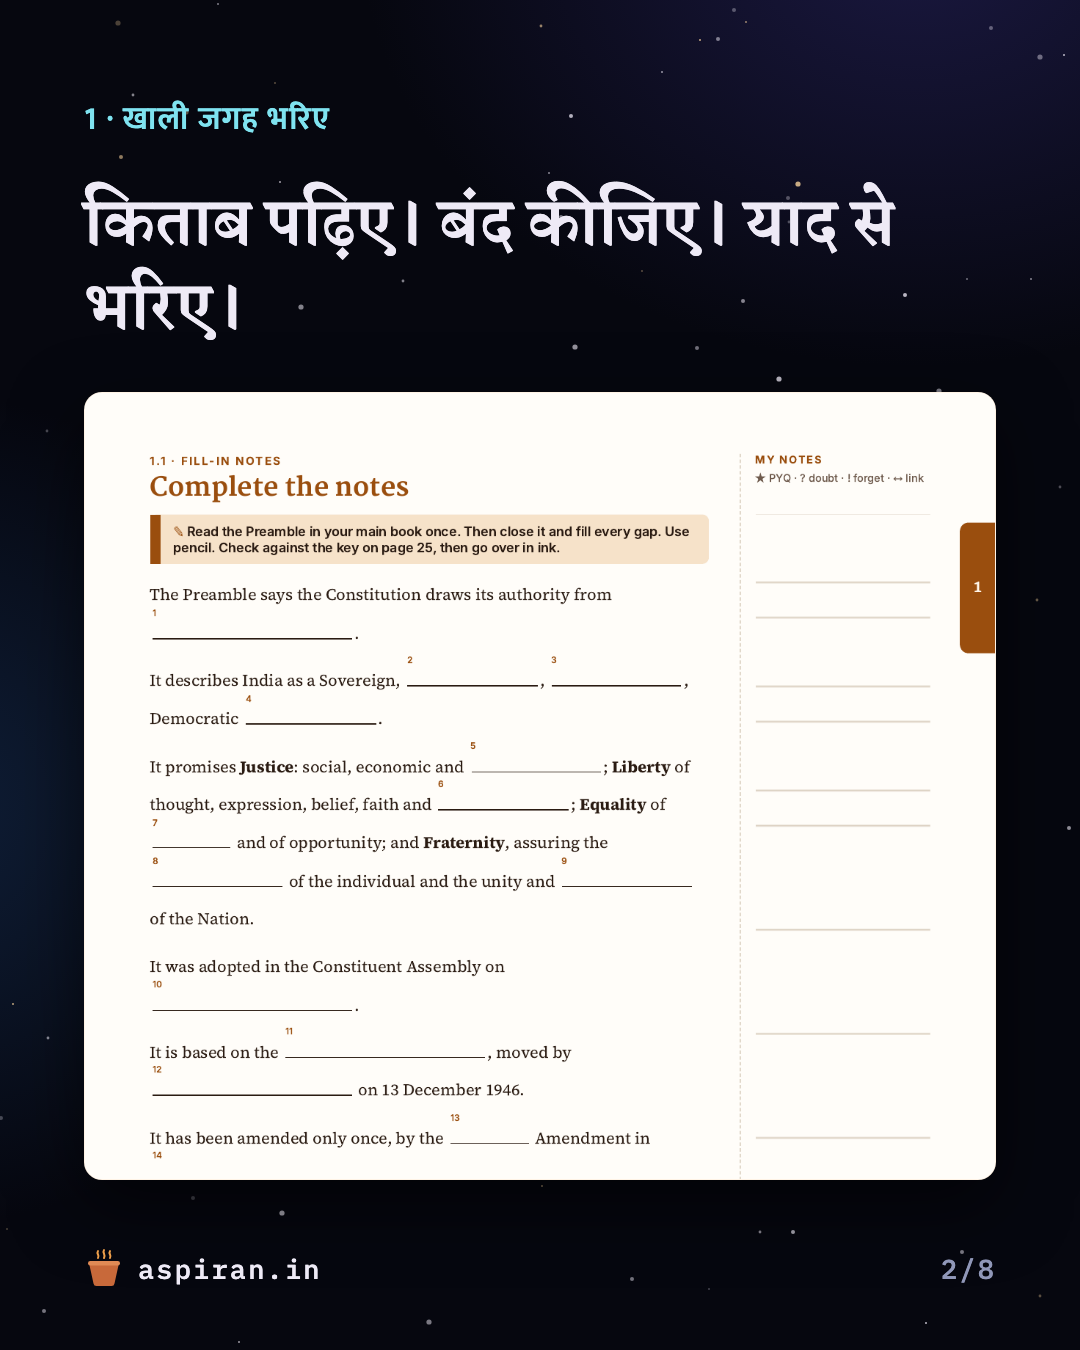 1 · खाली जगह भरिए
किताब पढ़िए। बंद कीजिए। याद से
भरिए।
1.1 · FILL-IN NOTES
Complete the notes
✎ Read the Preamble in your main book once. Then close it and fill every gap. Use
pencil. Check against the key on page 25, then go over in ink.
The Preamble says the Constitution draws its authority from
1
.
2 3
It describes India as a Sovereign, , ,
4
Democratic .
5
It promises Justice: social, economic and ; Liberty of
6
thought, expression, belief, faith and ; Equality of
7
and of opportunity; and Fraternity, assuring the
8 9
of the individual and the unity and
of the Nation.
It was adopted in the Constituent Assembly on
10
.
11
It is based on the , moved by
12
on 13 December 1946.
13
It has been amended only once, by the Amendment in
14
MY NOTES
★ PYQ · ? doubt · ! forget · ↔ link
1
aspiran.in
2/8